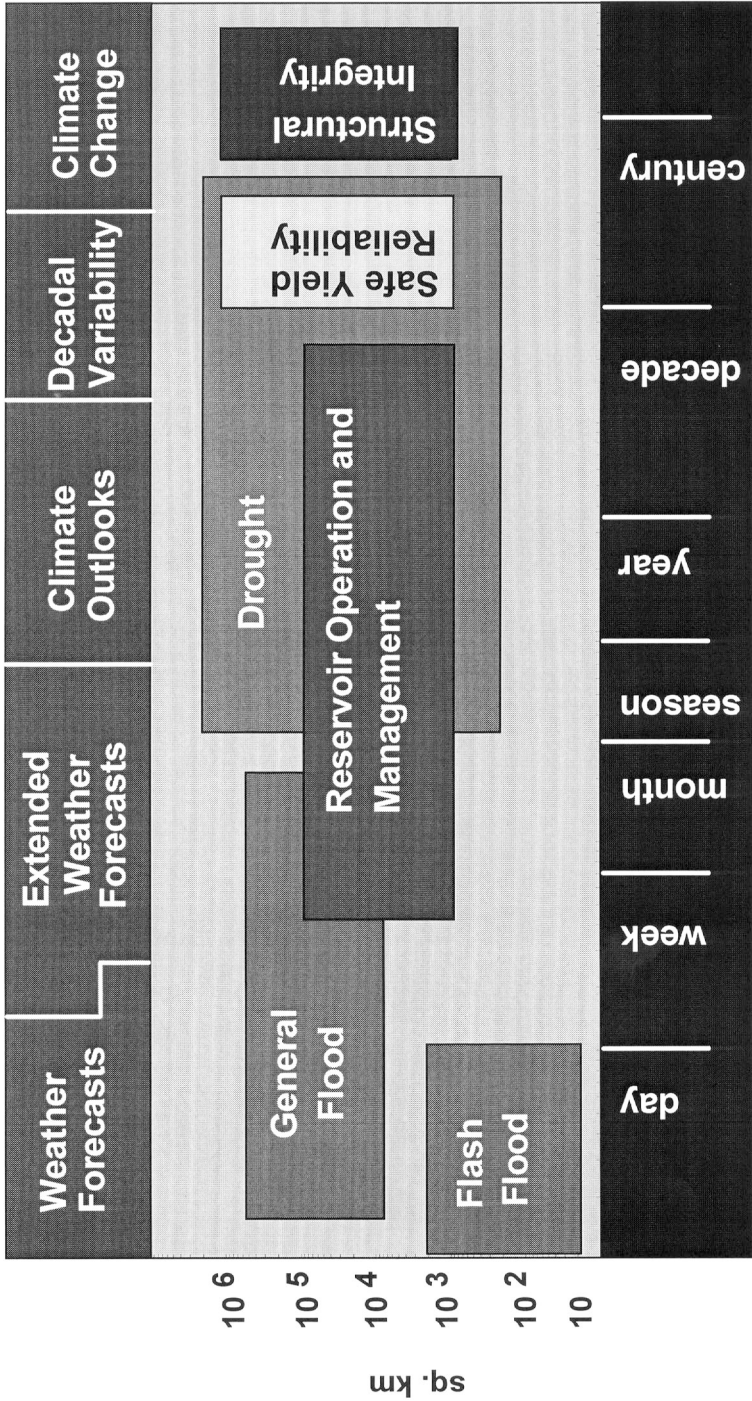 Weather
Forecasts
Extended
Weather
Forecasts
Climate
Outlooks
Decadal
Variability
Climate
Change
sq. km
10 6
10 5
10 4
10 3
10 2
10
General
Flood
Flash
Flood
Drought
Reservoir Operation and
Management
Safe Yield
Reliability
Structural
Integrity
day
week
month
season
year
decade
century